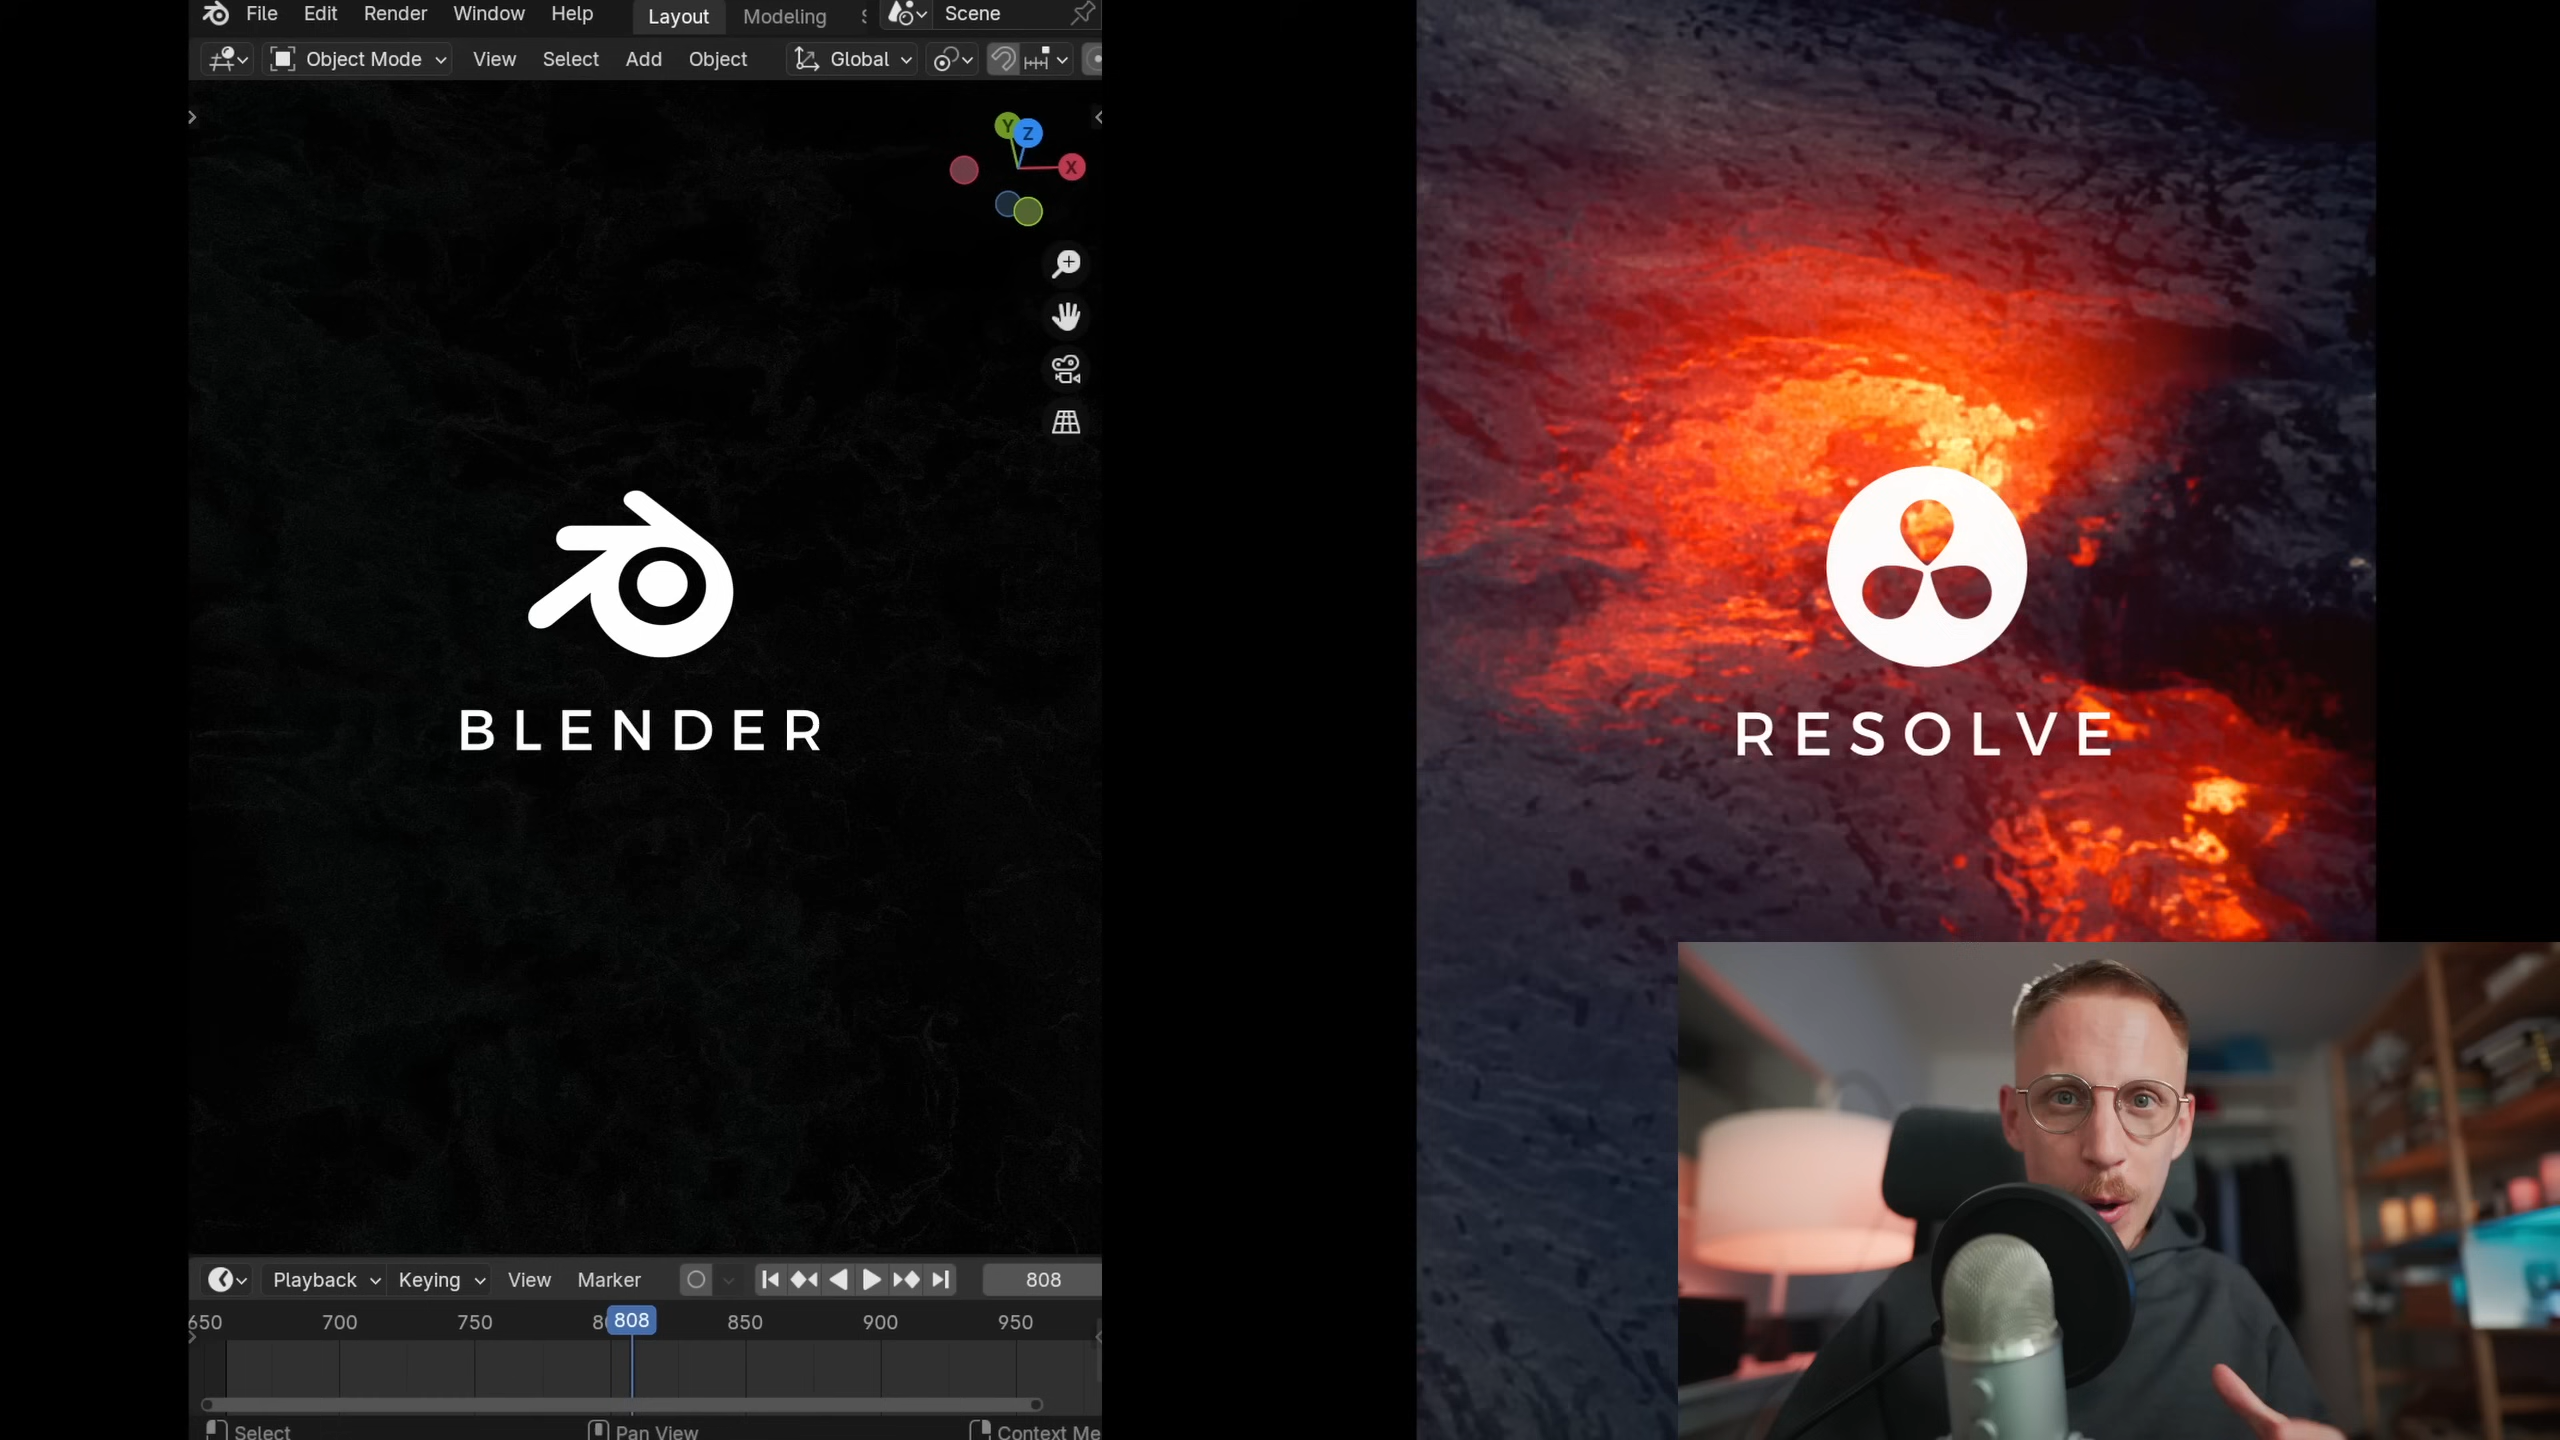 File Edit Render Window Help Layout Modeling Scene
Object Mode View Select Add Object Global
Y Z X
BLENDER
RESOLVE
Playback Keying View Marker 808
650 700 750 808 850 900 950
Select Pan View Context Me